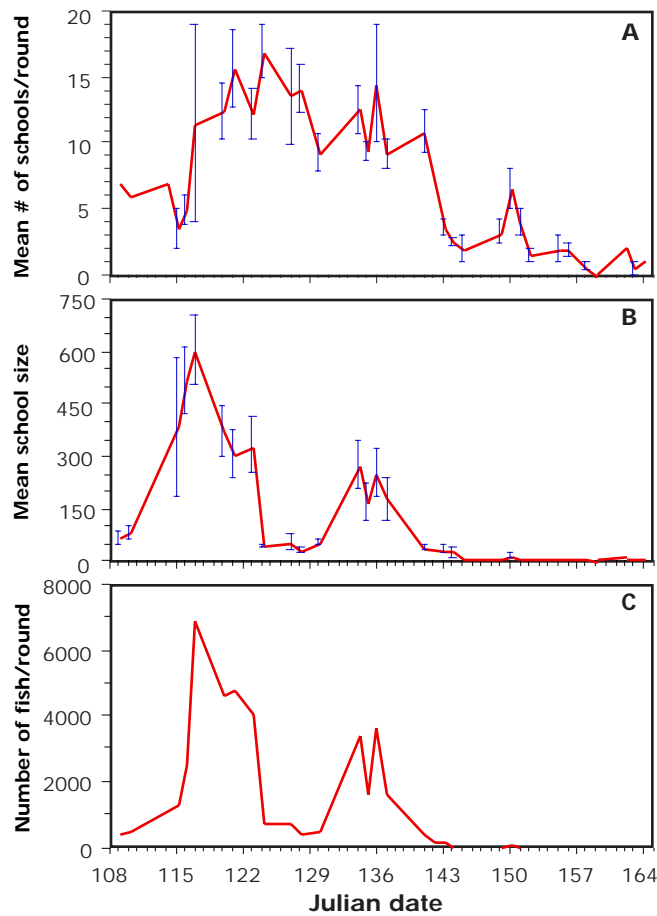 A
Mean # of schools/round
20
15
10
5
0
B
Mean school size
750
600
450
300
150
0
C
Number of fish/round
8000
6000
4000
2000
0
108 115 122 129 136 143 150 157 164
Julian date